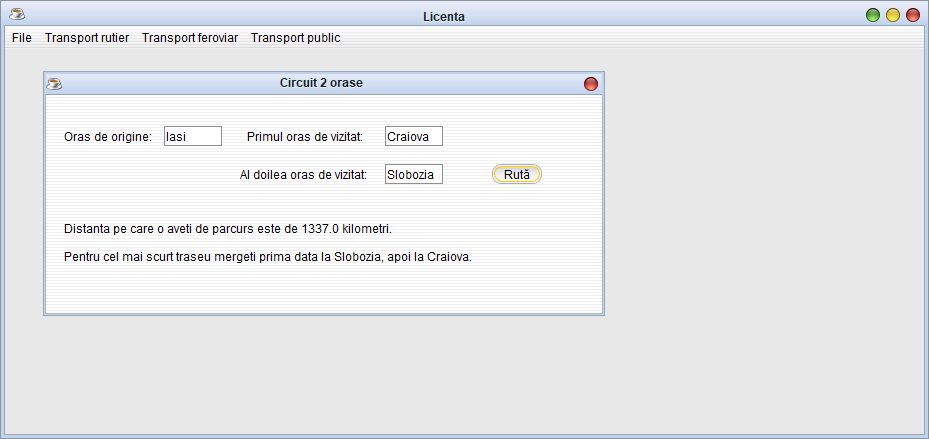 Licenta
File Transport rutier Transport feroviar Transport public
Circuit 2 orase
Oras de origine: Iasi Primul oras de vizitat: Craiova
Al doilea oras de vizitat: Slobozia Rută
Distanta pe care o aveti de parcurs este de 1337.0 kilometri.
Pentru cel mai scurt traseu mergeti prima data la Slobozia, apoi la Craiova.